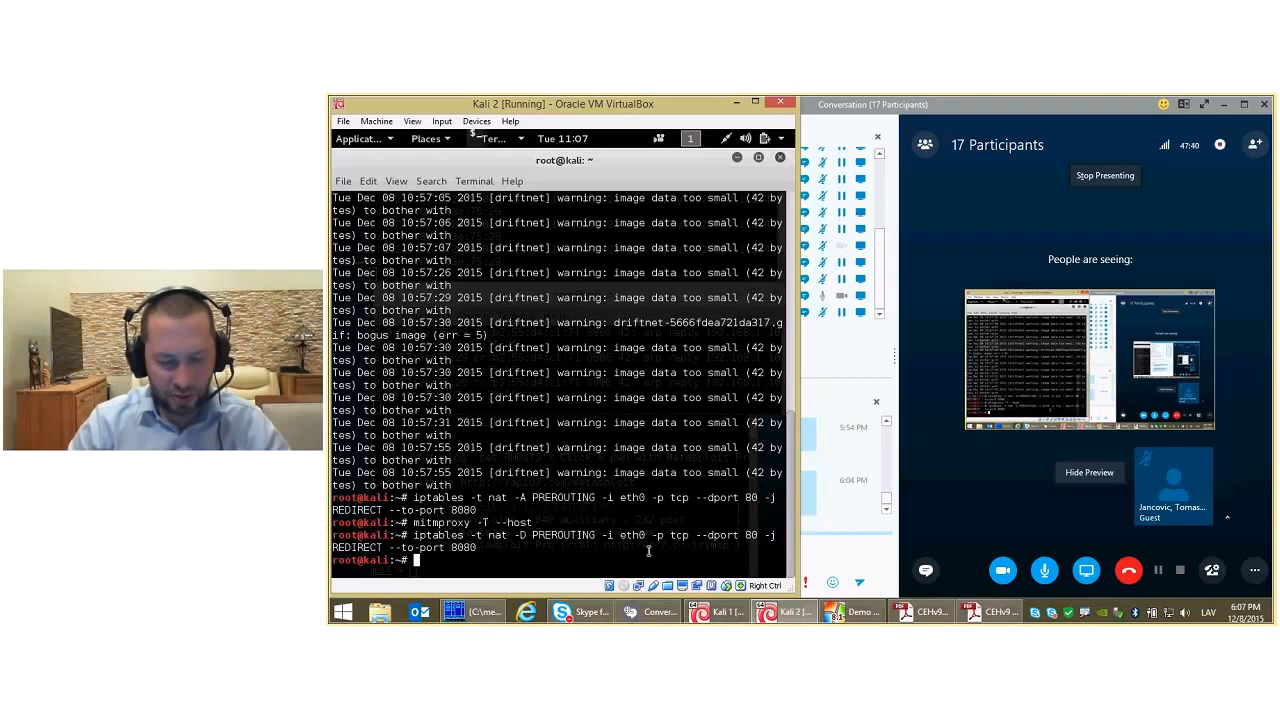 Kali 2 [Running] - Oracle VM VirtualBox
File Machine View Input Devices Help
Applicat... Places Ter... Tue 11:07 1
root@kali: ~
File Edit View Search Terminal Help
Tue Dec 08 10:57:05 2015 [driftnet] warning: image data too small (42 by
tes) to bother with
Tue Dec 08 10:57:06 2015 [driftnet] warning: image data too small (42 by
tes) to bother with
Tue Dec 08 10:57:07 2015 [driftnet] warning: image data too small (42 by
tes) to bother with
Tue Dec 08 10:57:26 2015 [driftnet] warning: image data too small (42 by
tes) to bother with
Tue Dec 08 10:57:29 2015 [driftnet] warning: image data too small (42 by
tes) to bother with
Tue Dec 08 10:57:30 2015 [driftnet] warning: driftnet-5666fdea721da317.g
if: bogus image (err = 5)
Tue Dec 08 10:57:30 2015 [driftnet] warning: image data too small (42 by
tes) to bother with
Tue Dec 08 10:57:30 2015 [driftnet] warning: image data too small (42 by
tes) to bother with
Tue Dec 08 10:57:30 2015 [driftnet] warning: image data too small (42 by
tes) to bother with
Tue Dec 08 10:57:31 2015 [driftnet] warning: image data too small (42 by
tes) to bother with
Tue Dec 08 10:57:55 2015 [driftnet] warning: image data too small (42 by
tes) to bother with
Tue Dec 08 10:57:55 2015 [driftnet] warning: image data too small (42 by
tes) to bother with
root@kali:~# iptables -t nat -A PREROUTING -i eth0 -p tcp --dport 80 -j
REDIRECT --to-port 8080
root@kali:~# mitmproxy -T --host
root@kali:~# iptables -t nat -D PREROUTING -i eth0 -p tcp --dport 80 -j
REDIRECT --to-port 8080
root@kali:~#
Right Ctrl
Conversation (17 Participants)
17 Participants
47:40
Stop Presenting
People are seeing:
Hide Preview
Jancovic, Tomas...
Guest
5:54 PM
6:04 PM
{C:\me... Skype f... Conver... Kali 1 [... Kali 2 [... Demo ... CEHv9... CEHv9 ... LAV
6:07 PM
12/8/2015